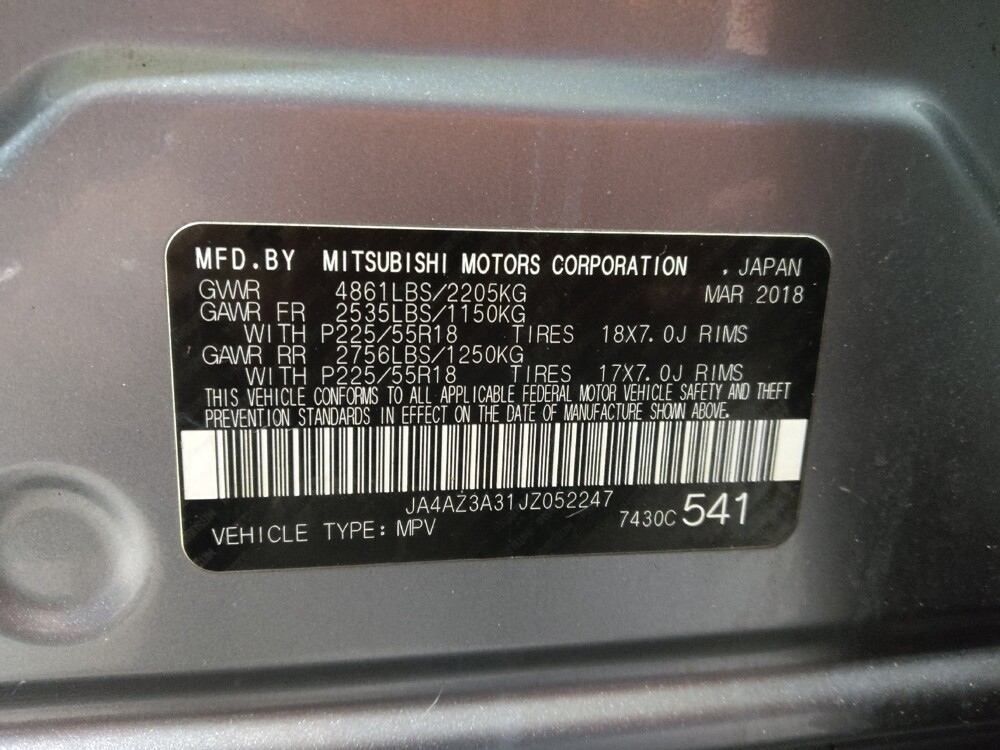 MFD.BY MITSUBISHI MOTORS CORPORATION . JAPAN
GVWR 4861LBS/2205KG MAR 2018
GAWR FR 2535LBS/1150KG
WITH P225/55R18 TIRES 18X7.0J RIMS
GAWR RR 2756LBS/1250KG
WITH P225/55R18 TIRES 17X7.0J RIMS
THIS VEHICLE CONFORMS TO ALL APPLICABLE FEDERAL MOTOR VEHICLE SAFETY AND THEFT
PREVENTION STANDARDS IN EFFECT ON THE DATE OF MANUFACTURE SHOWN ABOVE.
JA4AZ3A31JZ052247
VEHICLE TYPE: MPV 7430C 541